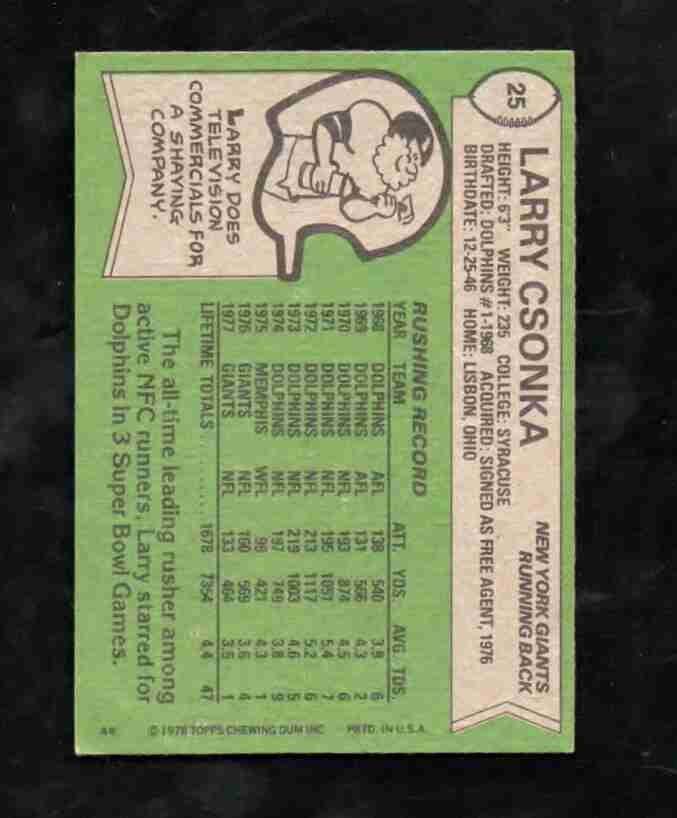 25
LARRY CSONKA
NEW YORK GIANTS
RUNNING BACK
HEIGHT: 6'3" WEIGHT: 235 COLLEGE: SYRACUSE
DRAFTED: DOLPHINS #1-1968 ACQUIRED: SIGNED AS FREE AGENT, 1976
BIRTHDATE: 12-25-46 HOME: LISBON, OHIO
LARRY DOES
TELEVISION
COMMERCIALS FOR
A SHAVING
COMPANY.
RUSHING RECORD
YEAR TEAM ATT. YDS. AVG. TDS.
1968 DOLPHINS AFL 138 540 3.9 6
1969 DOLPHINS AFL 131 566 4.3 2
1970 DOLPHINS NFL 193 874 4.5 6
1971 DOLPHINS NFL 195 1051 5.4 7
1972 DOLPHINS NFL 213 1117 5.2 6
1973 DOLPHINS NFL 219 1003 4.6 5
1974 DOLPHINS NFL 197 749 3.8 9
1975 MEMPHIS WFL 98 421 4.3 1
1976 GIANTS NFL 160 569 3.6 4
1977 GIANTS NFL 133 464 3.5 1
LIFETIME TOTALS.......... 1678 7354 4.4 47
The all-time leading rusher among
active NFC runners, Larry starred for
Dolphins in 3 Super Bowl Games.
© 1978 TOPPS CHEWING GUM INC PRTD. IN U.S.A.